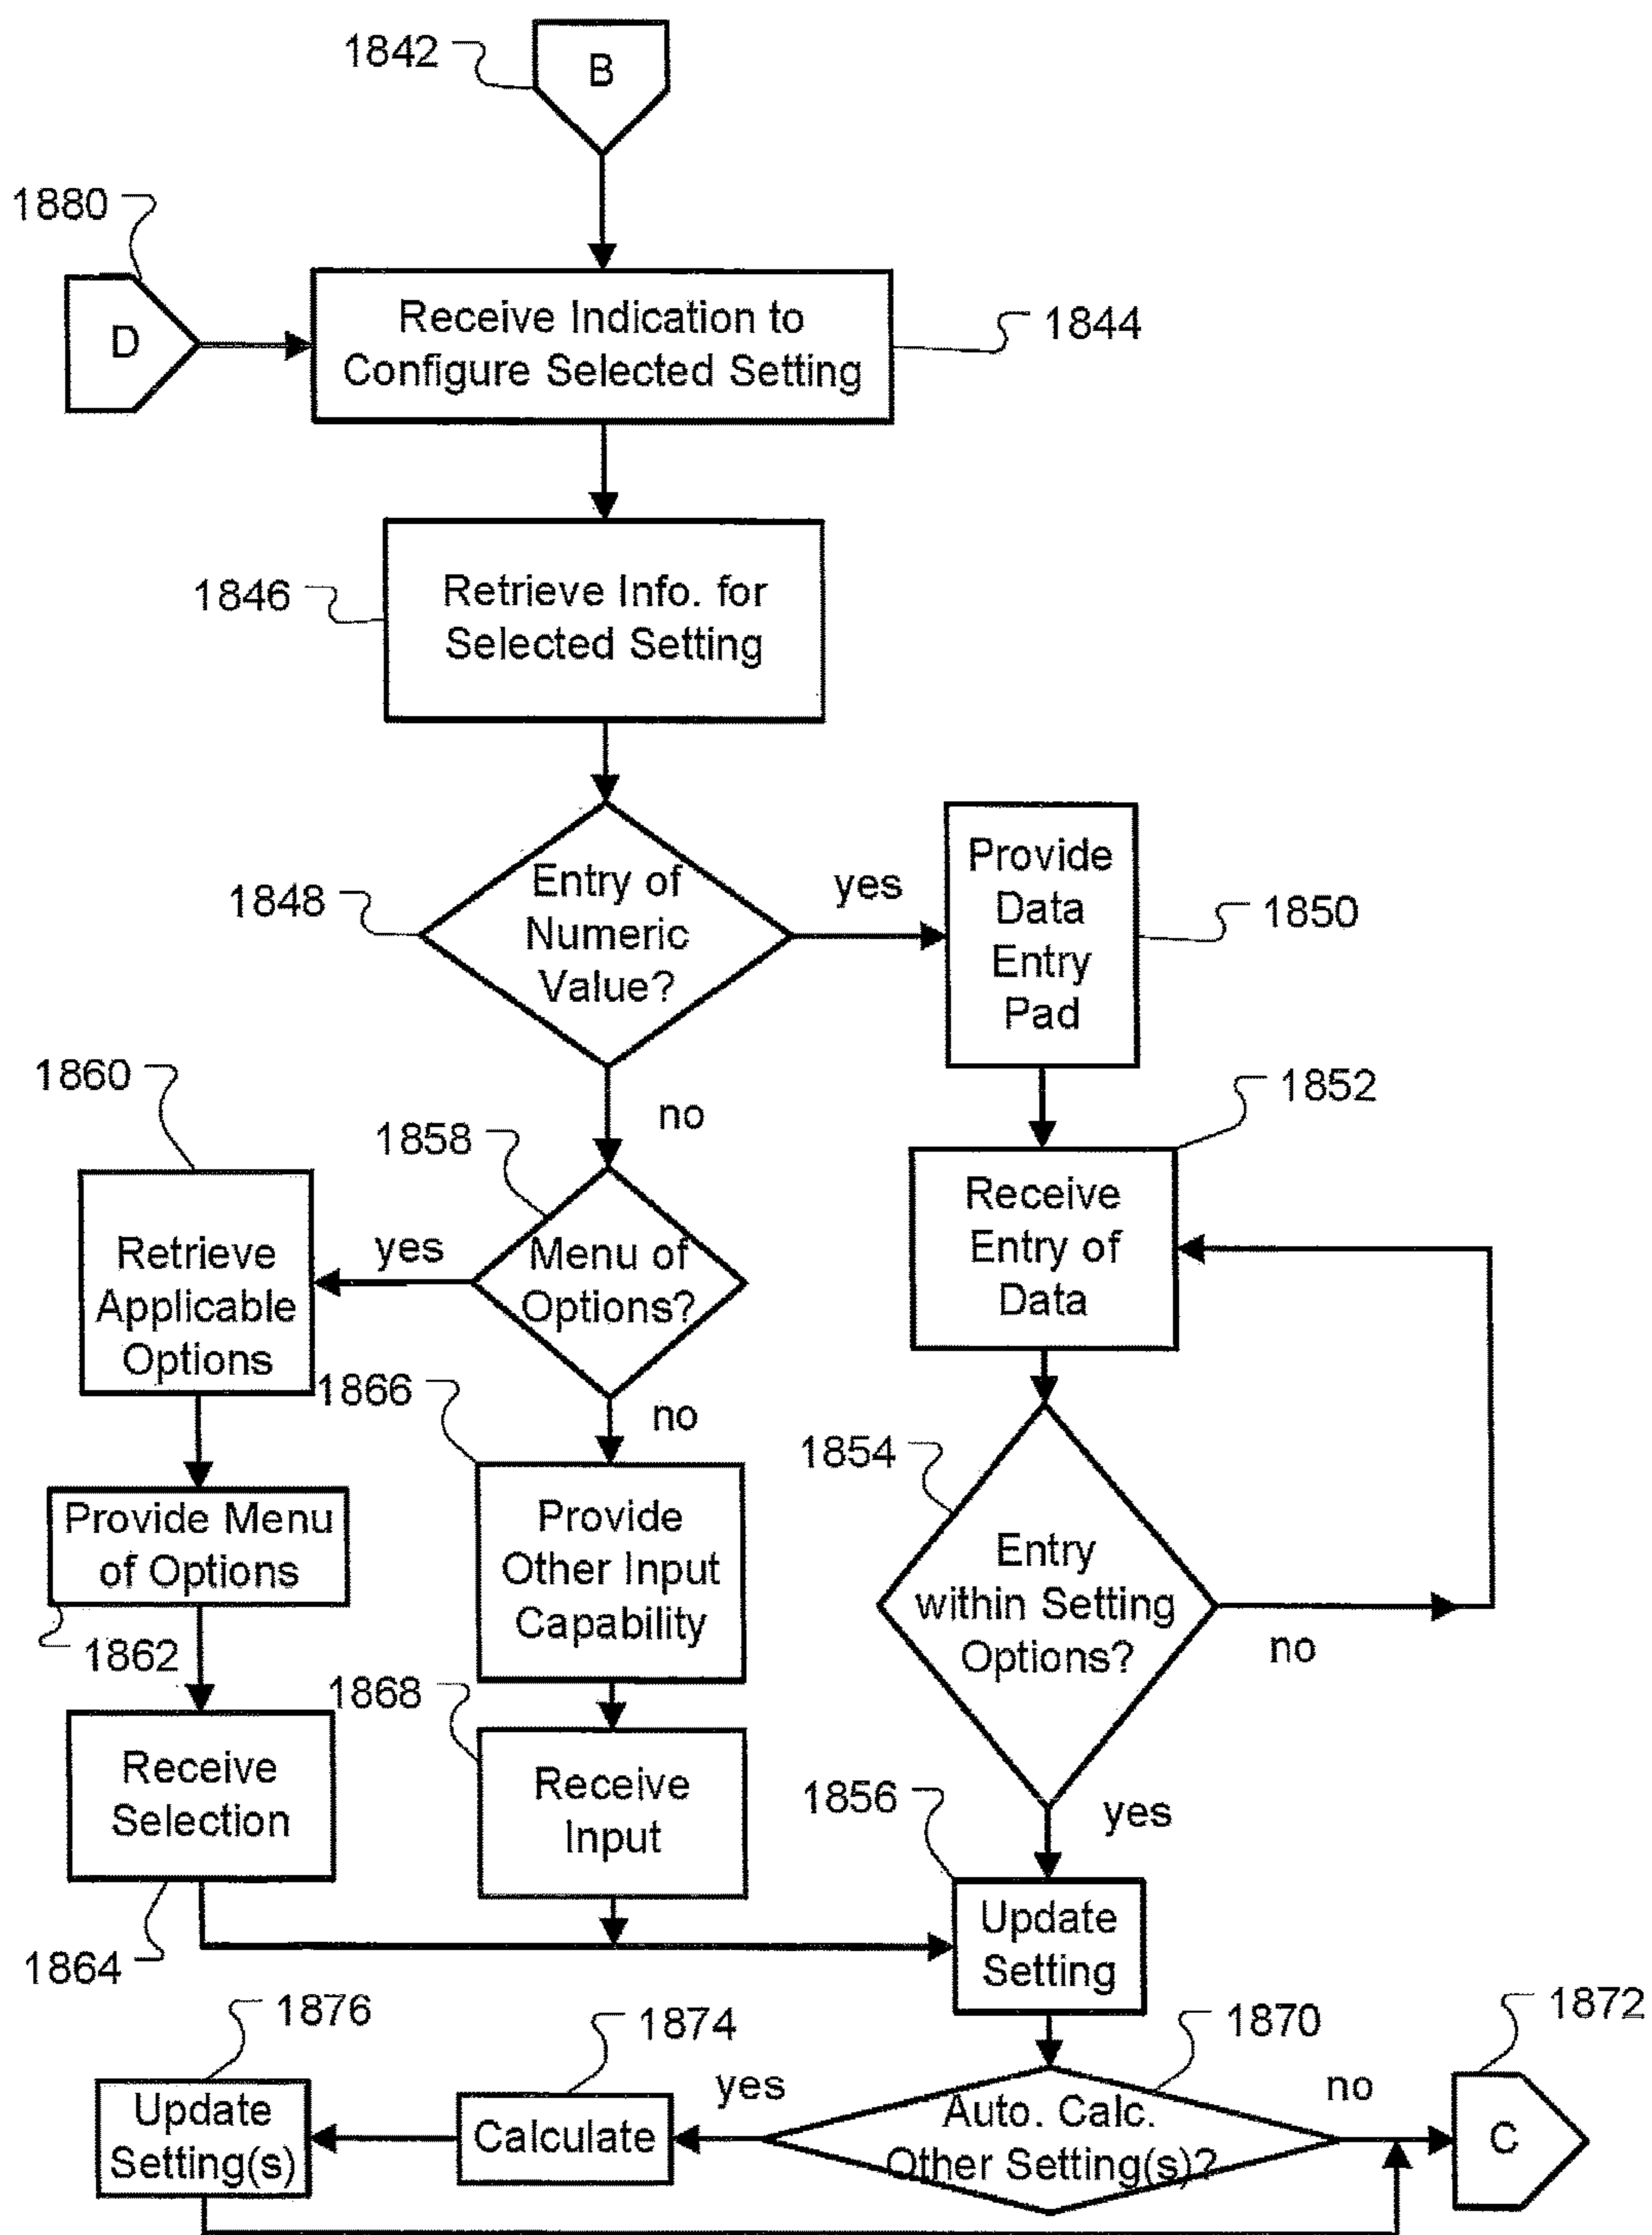 1842
B
1880
D
Receive Indication to
Configure Selected Setting
1844
1846
Retrieve Info. for
Selected Setting
1848
Entry of
Numeric
Value?
yes
Provide
Data
Entry
Pad
1850
no
1852
Receive
Entry of
Data
1860
1858
Menu of
Options?
yes
Retrieve
Applicable
Options
1866
no
1854
Entry
within Setting
Options?
no
Provide Menu
of Options
1862
Provide
Other Input
Capability
1868
Receive
Selection
1864
Receive
Input
1856
yes
Update
Setting
1876
1874
1870
1872
Update
Setting(s)
Calculate
yes
Auto. Calc.
Other Setting(s)?
no
C